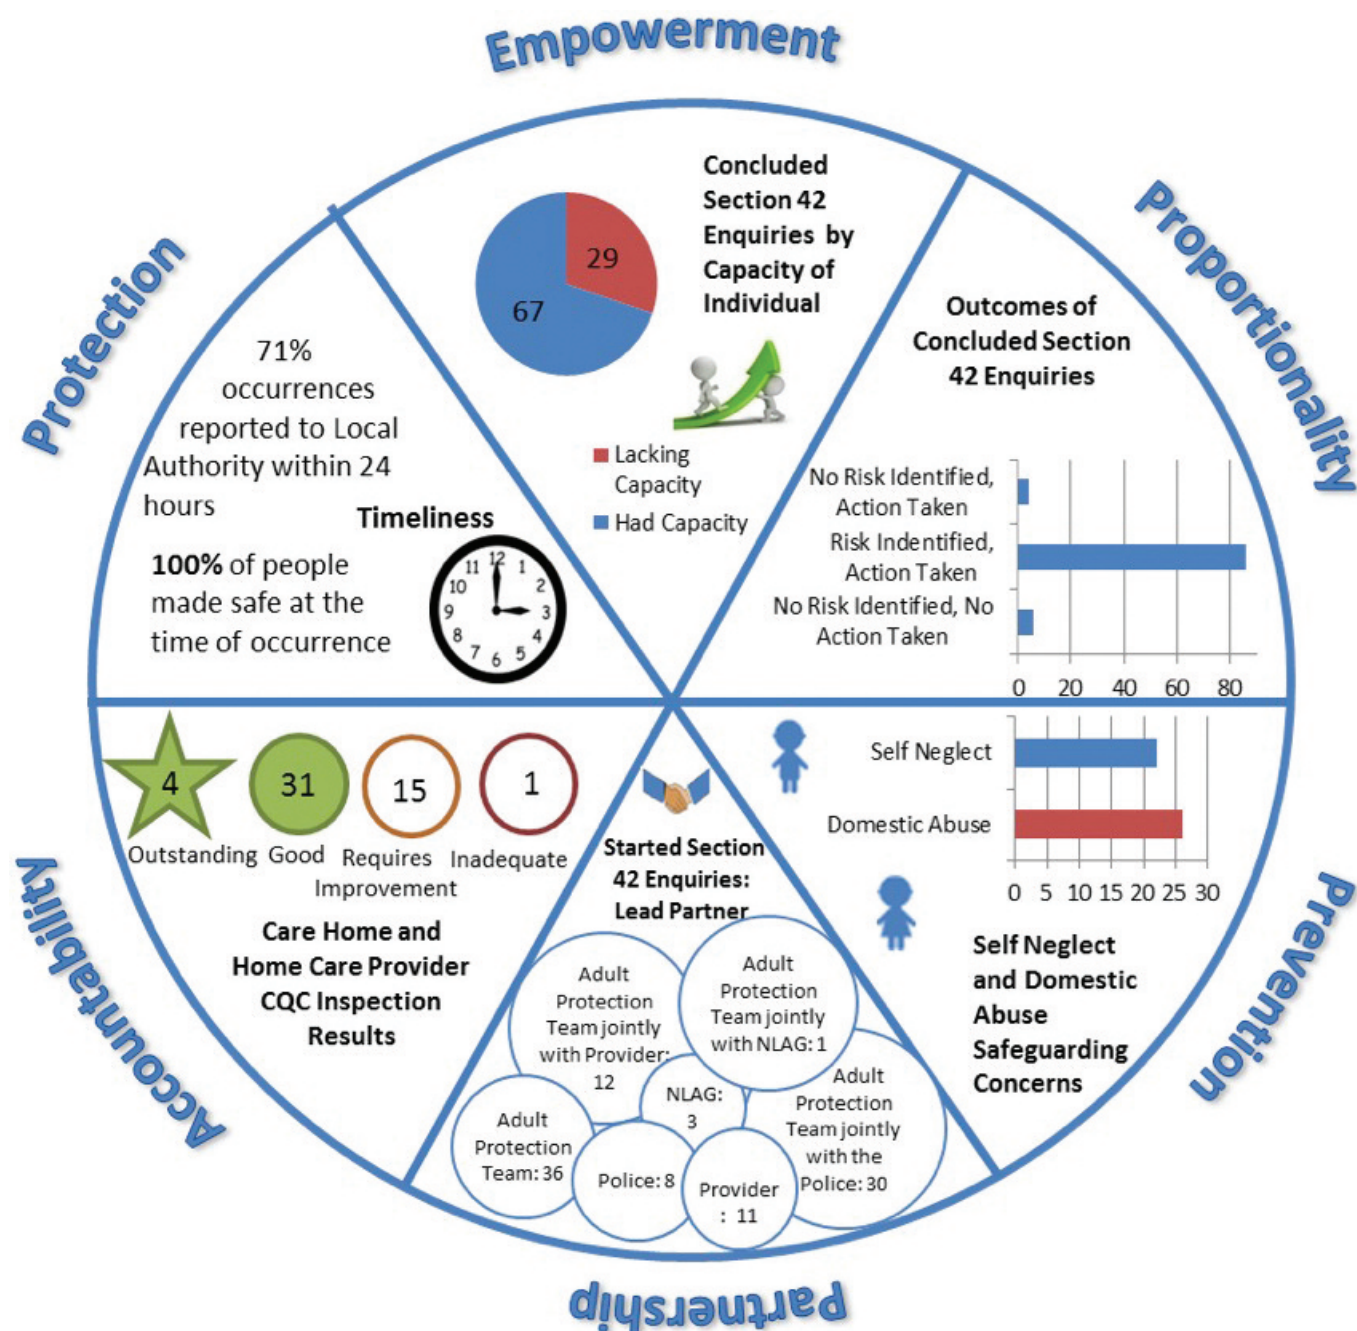 Empowerment
Concluded
Section 42
Enquiries by
Capacity of
Individual
29
67
Lacking
Capacity
Had Capacity
Proportionality
Outcomes of
Concluded Section
42 Enquiries
No Risk Identified,
Action Taken
Risk Indentified,
Action Taken
No Risk Identified, No
Action Taken
0 20 40 60 80
Prevention
Self Neglect
Domestic Abuse
0 5 10 15 20 25 30
Self Neglect
and Domestic
Abuse
Safeguarding
Concerns
Partnership
Started Section
42 Enquiries:
Lead Partner
Adult
Protection
Team jointly
with Provider:
12
Adult
Protection
Team jointly
with NLAG: 1
NLAG:
3
Adult
Protection
Team jointly
with the
Police: 30
Adult
Protection
Team: 36
Police: 8
Provider
: 11
Accountability
4
31
15
1
Outstanding
Good
Requires
Improvement
Inadequate
Care Home and
Home Care Provider
CQC Inspection
Results
Protection
71%
occurrences
reported to Local
Authority within 24
hours
Timeliness
100% of people
made safe at the
time of occurrence
12
1
2
3
4
5
6
7
8
9
10
11